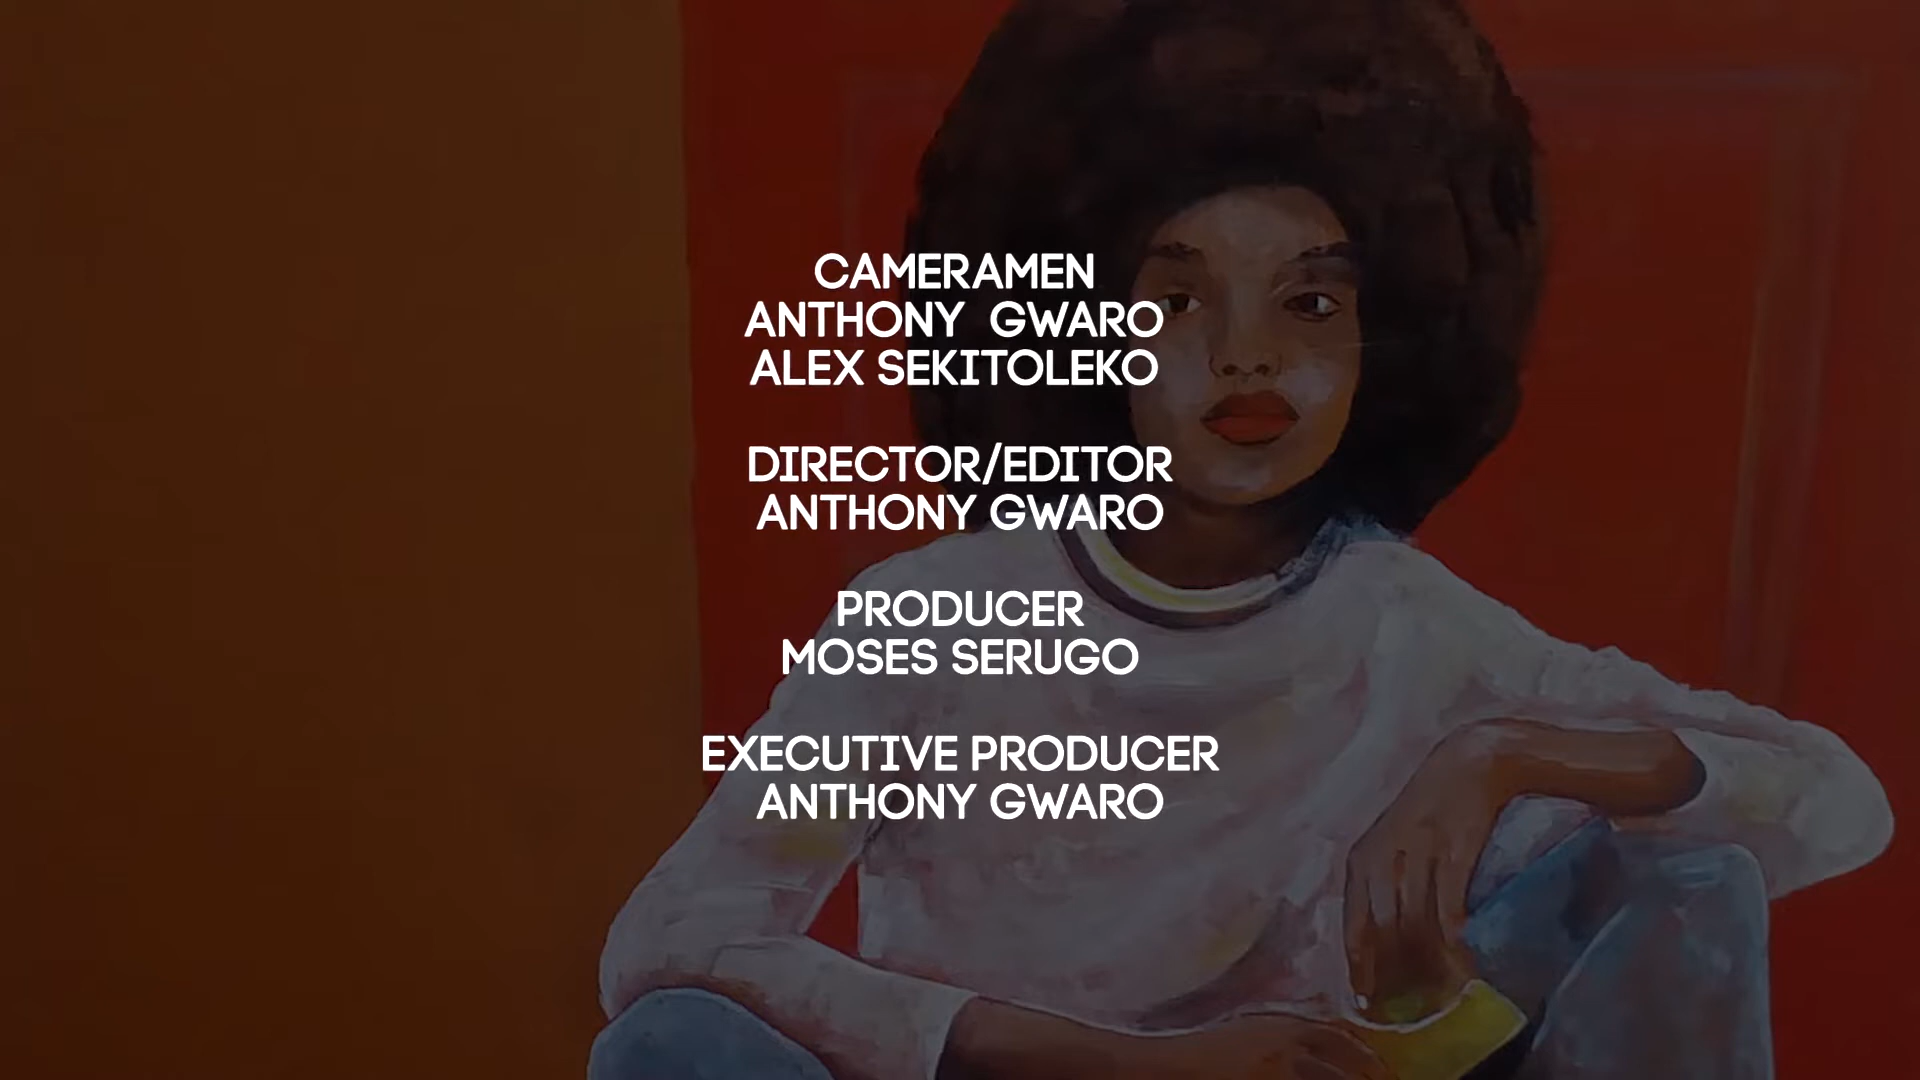 CAMERAMEN
ANTHONY  GWARO
ALEX SEKITOLEKO
DIRECTOR/EDITOR
ANTHONY GWARO
PRODUCER
MOSES SERUGO
EXECUTIVE PRODUCER
ANTHONY GWARO